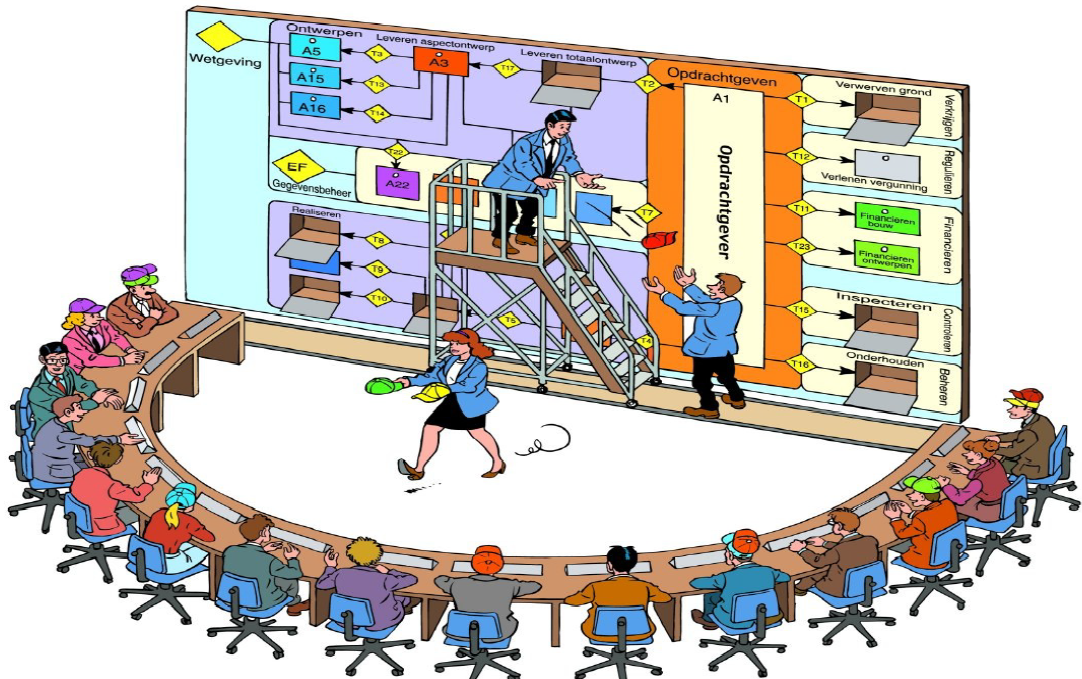 Wetgeving
Ontwerpen
A5
A15
A16
T3
T13
T14
Leveren aspectontwerp
A3
T17
Leveren totaalontwerp
T2
T22
EF
Gegevensbeheer
A22
T7
Realiseren
T8
T9
T10
T5
T4
Opdrachtgeven
A1
Opdrachtgever
T1
Verwerven grond
Verkrijgen
T12
Verlenen vergunning
Reguleren
T11
Financieren
bouw
T23
Financieren
ontwerpen
Financieren
T15
Inspecteren
Controleren
T16
Onderhouden
Beheren